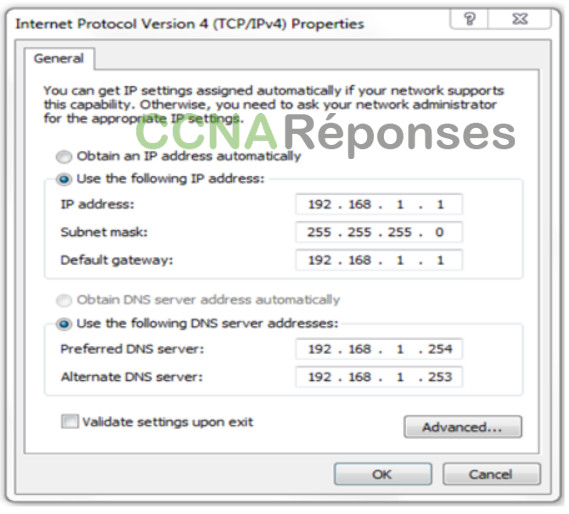 Internet Protocol Version 4 (TCP/IPv4) Properties
General
You can get IP settings assigned automatically if your network supports
this capability. Otherwise, you need to ask your network administrator
for the appropriate IP settings.
CCNA Réponses
Obtain an IP address automatically
Use the following IP address:
IP address: 192 . 168 . 1 . 1
Subnet mask: 255 . 255 . 255 . 0
Default gateway: 192 . 168 . 1 . 1
Obtain DNS server address automatically
Use the following DNS server addresses:
Preferred DNS server: 192 . 168 . 1 . 254
Alternate DNS server: 192 . 168 . 1 . 253
Validate settings upon exit
Advanced...
OK Cancel